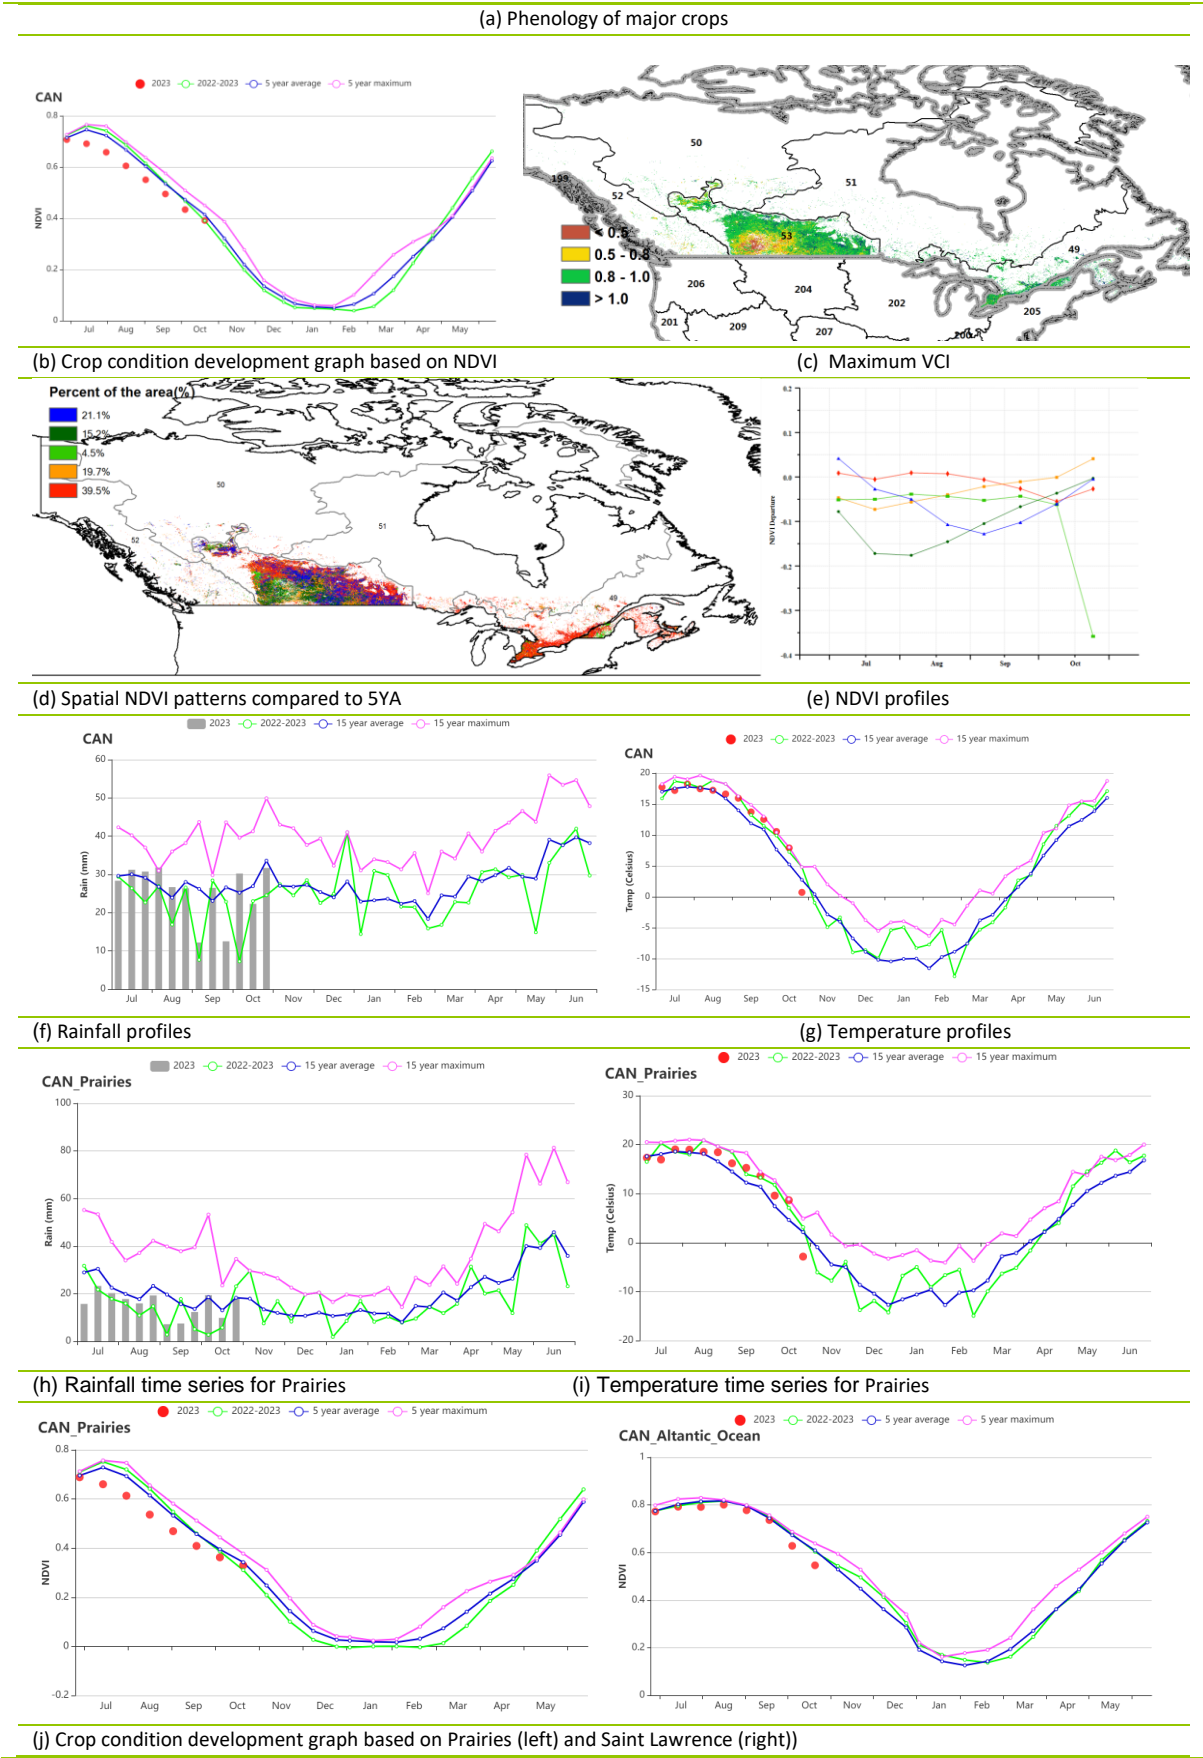 (a) Phenology of major crops
2023 2022-2023 5 year average 5 year maximum
CAN
0.8
0.6
0.4
0.2
0
NDVI
Jul Aug Sep Oct Nov Dec Jan Feb Mar Apr May
50
51
199
52
53
49
206
204
202
205
201
209
207
< 0.5
0.5 - 0.8
0.8 - 1.0
> 1.0
(b) Crop condition development graph based on NDVI (c) Maximum VCI
Percent of the area(%)
21.1%
15.2%
4.5%
19.7%
39.5%
50
51
52
49
0.2
0.1
0.0
-0.1
-0.2
-0.3
-0.4
NDVI Departure
Jul Aug Sep Oct
(d) Spatial NDVI patterns compared to 5YA (e) NDVI profiles
2023 2022-2023 15 year average 15 year maximum
CAN
60
50
40
30
20
10
0
Rain (mm)
Jul Aug Sep Oct Nov Dec Jan Feb Mar Apr May Jun
2023 2022-2023 15 year average 15 year maximum
CAN
20
15
10
5
0
-5
-10
-15
Temp (Celsius)
Jul Aug Sep Oct Nov Dec Jan Feb Mar Apr May Jun
(f) Rainfall profiles (g) Temperature profiles
2023 2022-2023 15 year average 15 year maximum
CAN_Prairies
100
80
60
40
20
0
Rain (mm)
Jul Aug Sep Oct Nov Dec Jan Feb Mar Apr May Jun
2023 2022-2023 15 year average 15 year maximum
CAN_Prairies
30
20
10
0
-10
-20
Temp (Celsius)
Jul Aug Sep Oct Nov Dec Jan Feb Mar Apr May Jun
(h) Rainfall time series for Prairies (i) Temperature time series for Prairies
2023 2022-2023 5 year average 5 year maximum
CAN_Prairies
0.8
0.6
0.4
0.2
0
-0.2
NDVI
Jul Aug Sep Oct Nov Dec Jan Feb Mar Apr May
2023 2022-2023 5 year average 5 year maximum
CAN_Altantic_Ocean
1
0.8
0.6
0.4
0.2
0
NDVI
Jul Aug Sep Oct Nov Dec Jan Feb Mar Apr May
(j) Crop condition development graph based on Prairies (left) and Saint Lawrence (right))